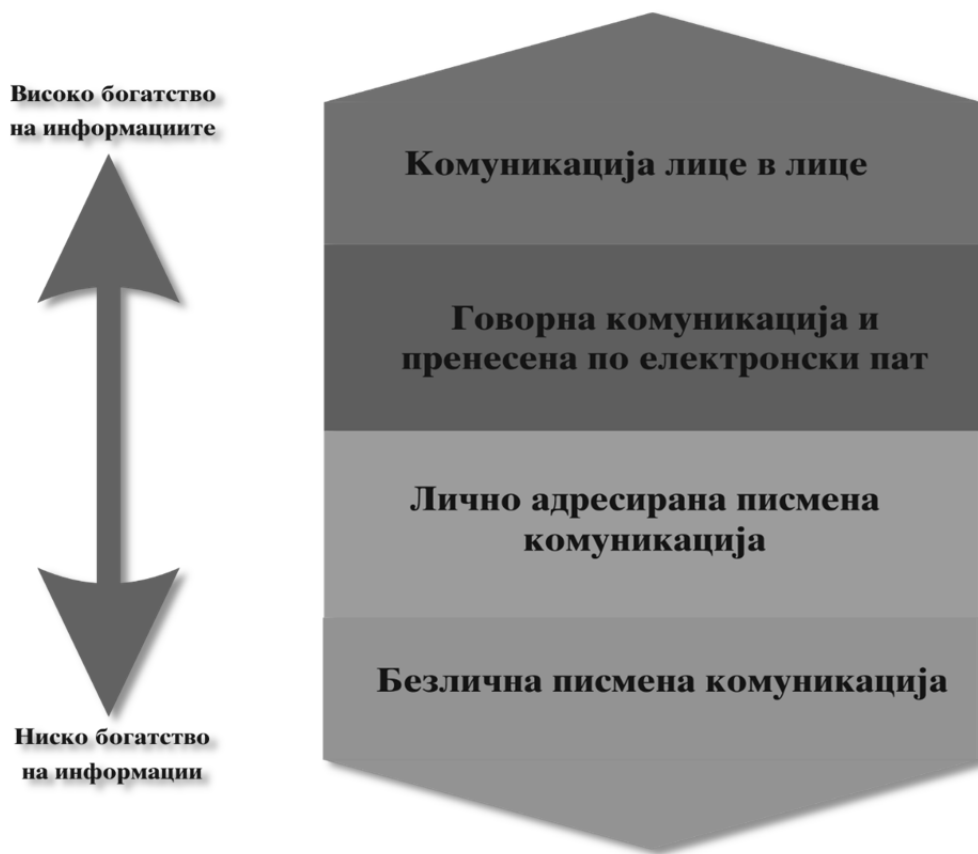 Високо богатство
на информациите
Комуникација лице в лице
Говорна комуникација и
пренесена по електронски пат
Лично адресирана писмена
комуникација
Безлична писмена комуникација
Ниско богатство
на информации